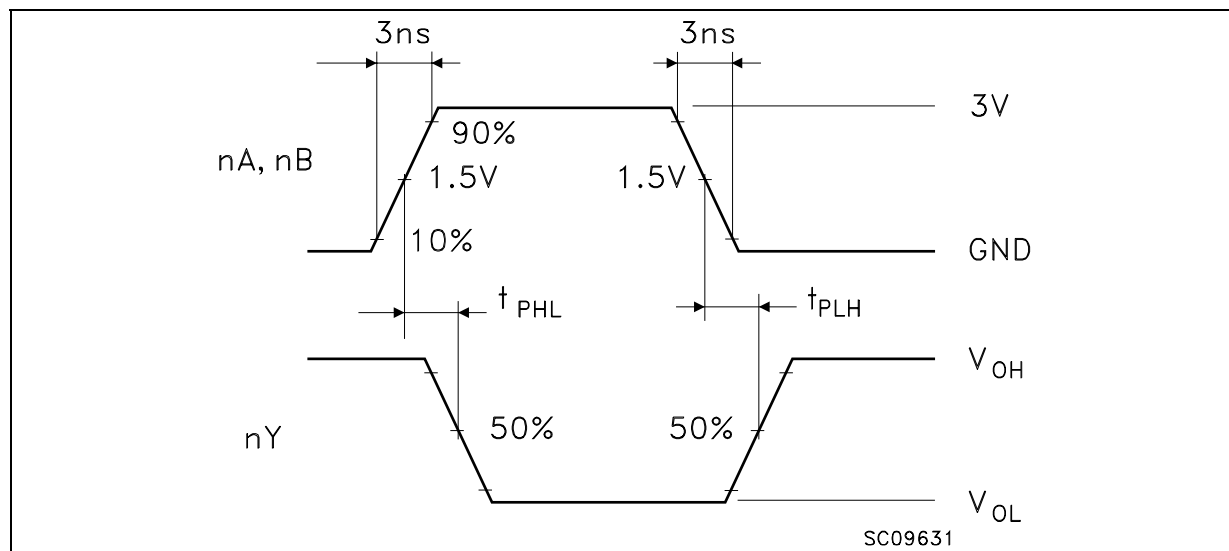 3ns 3ns
3V
90%
nA, nB 1.5V 1.5V
10% GND
t PHL tPLH
VOH
nY 50% 50%
VOL
SC09631